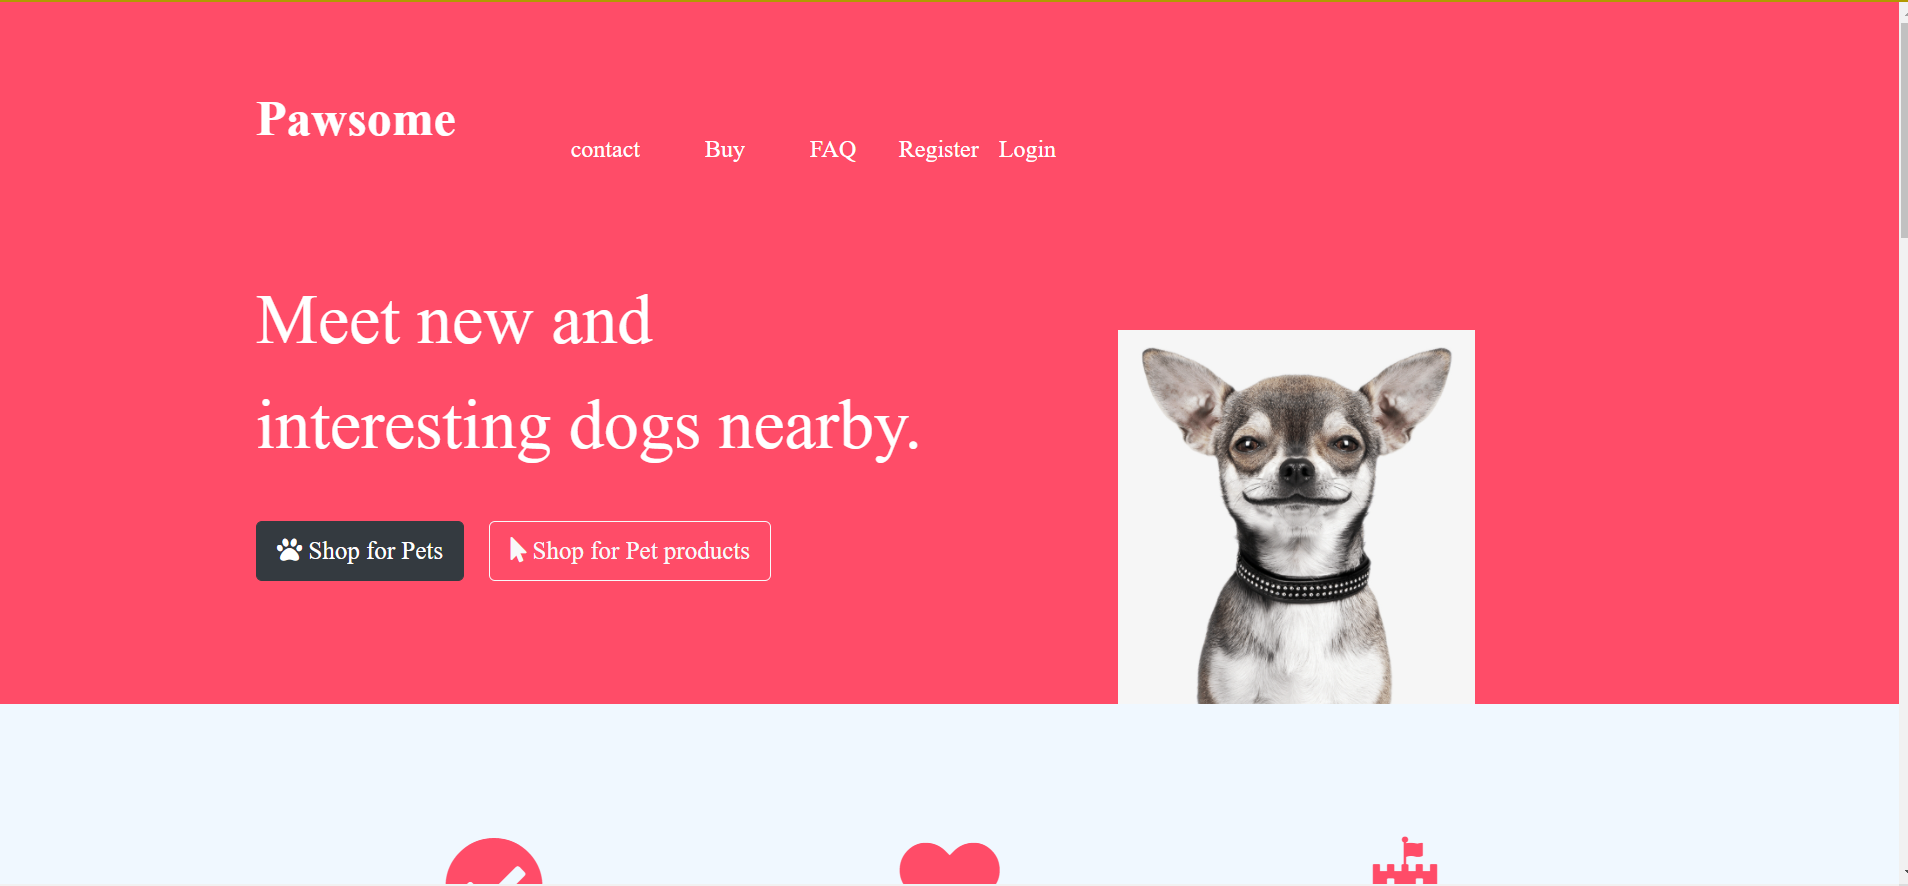 Pawsome
contact Buy FAQ Register Login
Meet new and
interesting dogs nearby.
Shop for Pets Shop for Pet products